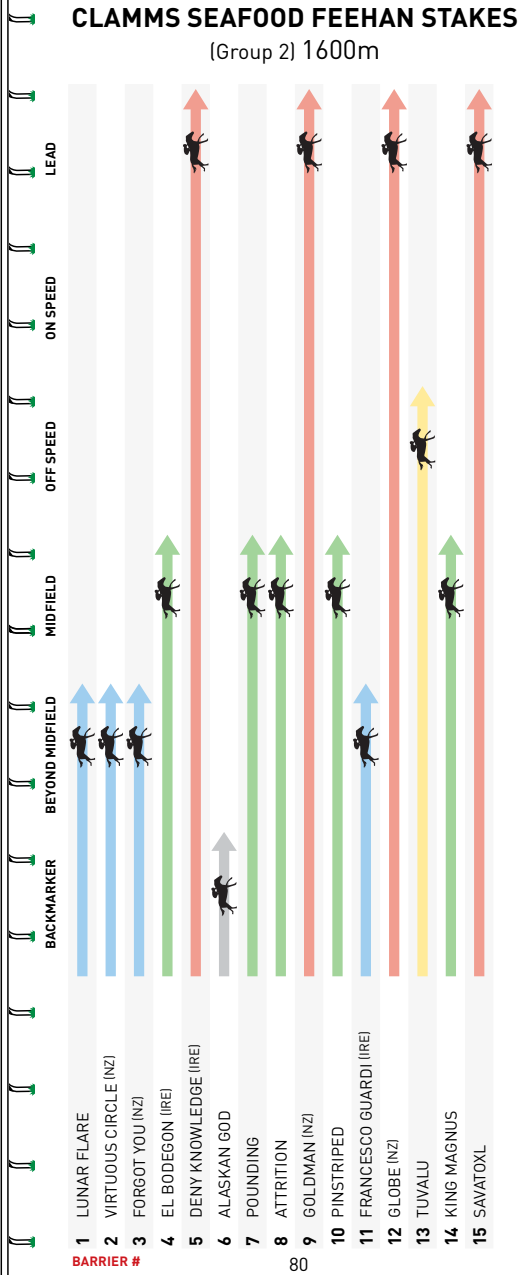 CLAMMS SEAFOOD FEEHAN STAKES
(Group 2) 1600m
LEAD
ON SPEED
OFF SPEED
MIDFIELD
BEYOND MIDFIELD
BACKMARKER
1 LUNAR FLARE
2 VIRTUOUS CIRCLE (NZ)
3 FORGOT YOU (NZ)
4 EL BODEGON (IRE)
5 DENY KNOWLEDGE (IRE)
6 ALASKAN GOD
7 POUNDING
8 ATTRITION
9 GOLDMAN (NZ)
10 PINSTRIPED
11 FRANCESCO GUARDI (IRE)
12 GLOBE (NZ)
13 TUVALU
14 KING MAGNUS
15 SAVATOXL
BARRIER #
80